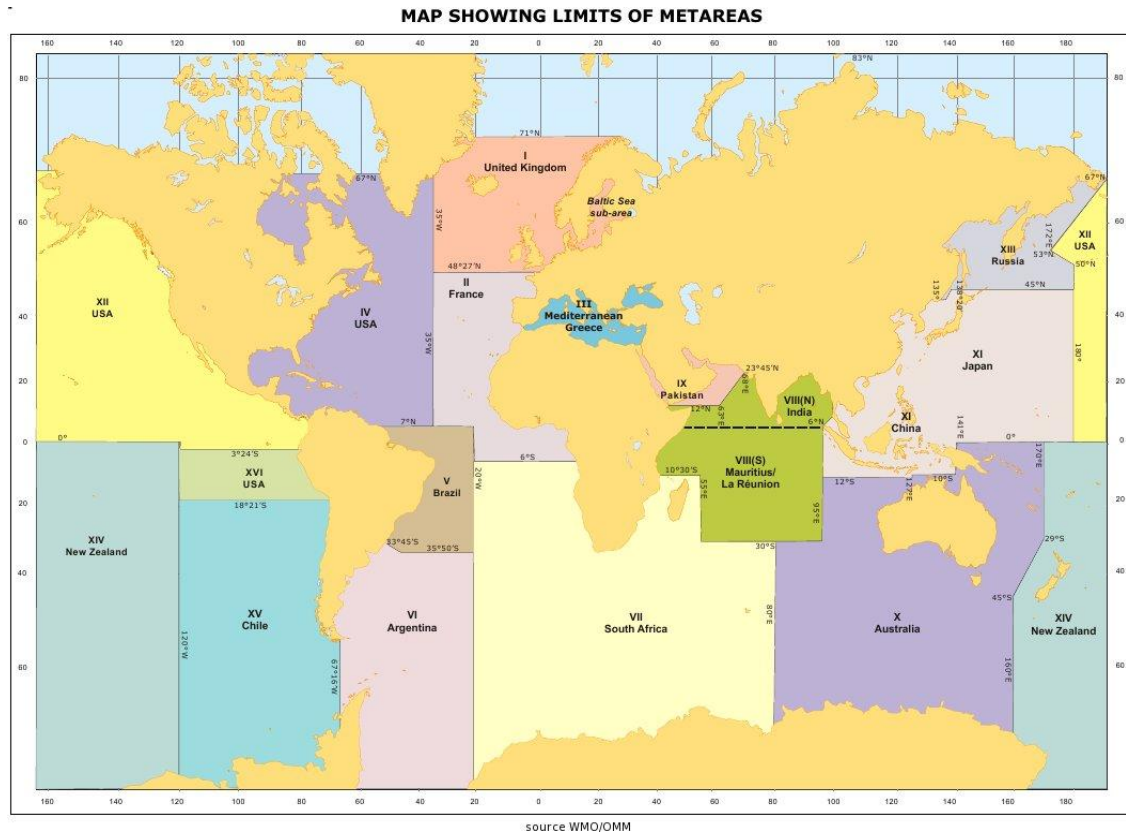 -
MAP SHOWING LIMITS OF METAREAS
160 140 120 100 80 60 40 20 0 20 40 60 80 100 120 140 160 180
83°N
80 80
71°N
I
United Kingdom
67°N
67°N
Baltic Sea
sub-area
35°W
60 60
172°E
XII
USA
XIII
Russia
53°N
50°N
48°27'N
II
France
45°N
135°
138°20'
III
Mediterranean
Greece
XII
USA
IV
USA
40 40
35°W
180°
XI
Japan
23°45'N
68°E
20 20
IX
Pakistan
VIII(N)
India
12°N
63°E
6°N
7°N
XI
China
141°E
0 0° 0° 0
170°E
3°24'S
6°S
VIII(S)
Mauritius/
La Réunion
XVI
USA
V
Brazil
20°W
10°30'S
55°E
95°E
12°S
127°E
10°S
20 20
18°21'S
XIV
New Zealand
33°45'S
35°50'S
30°S
29°S
40 40
45°S
XV
Chile
VI
Argentina
VII
South Africa
80°E
X
Australia
XIV
New Zealand
120°W
67°16'W
160°E
60 60
160 140 120 100 80 60 40 20 0 20 40 60 80 100 120 140 160 180
source WMO/OMM